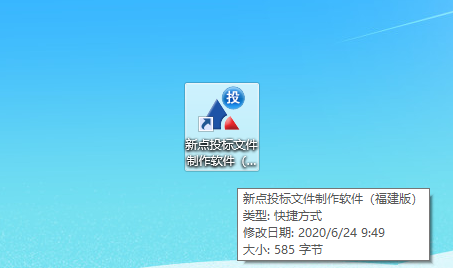 投
新点投标文件
制作软件（...
新点投标文件制作软件（福建版）
类型: 快捷方式
修改日期: 2020/6/24 9:49
大小: 585 字节